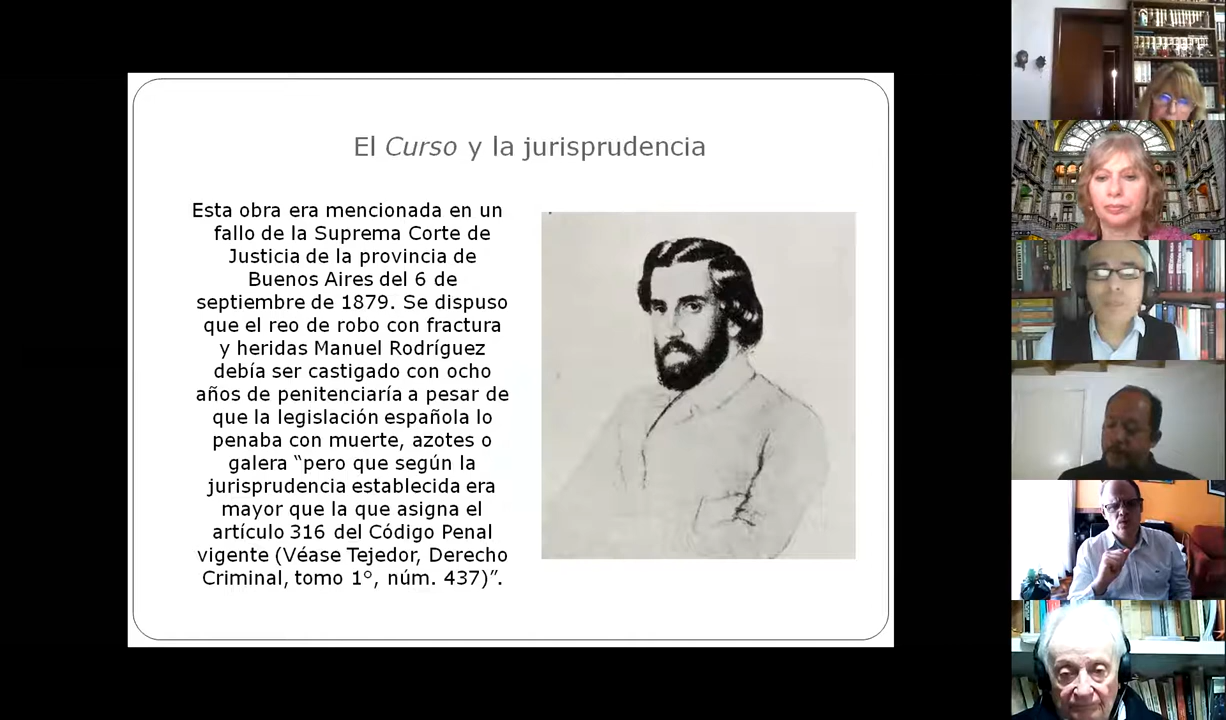 El Curso y la jurisprudencia
Esta obra era mencionada en un
fallo de la Suprema Corte de
Justicia de la provincia de
Buenos Aires del 6 de
septiembre de 1879. Se dispuso
que el reo de robo con fractura
y heridas Manuel Rodríguez
debía ser castigado con ocho
años de penitenciaría a pesar de
que la legislación española lo
penaba con muerte, azotes o
galera “pero que según la
jurisprudencia establecida era
mayor que la que asigna el
artículo 316 del Código Penal
vigente (Véase Tejedor, Derecho
Criminal, tomo 1°, núm. 437)”.